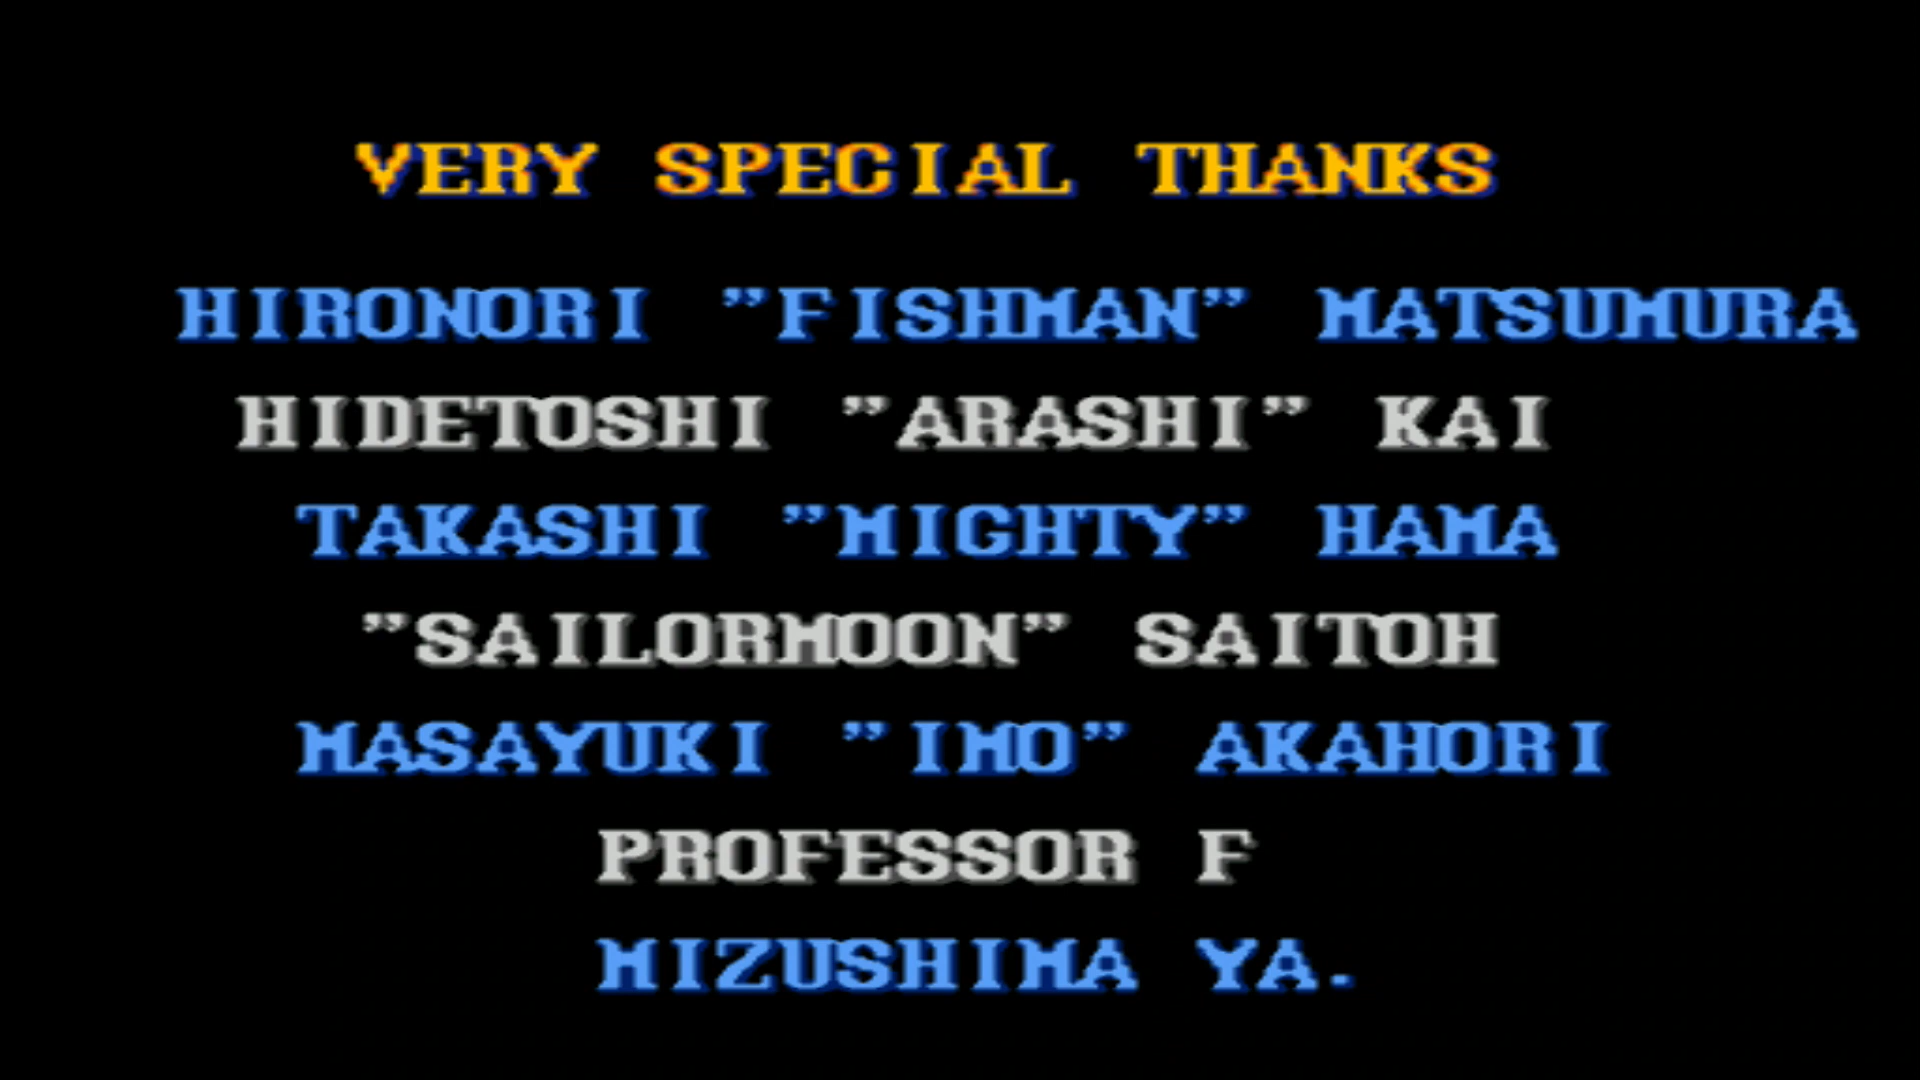 VERY SPECIAL THANKS
HIRONORI "FISHMAN" MATSUMURA
HIDETOSHI "ARASHI" KAI
TAKASHI "MIGHTY" HAMA
"SAILORMOON" SAITOH
MASAYUKI "IMO" AKAHORI
PROFESSOR F
MIZUSHIMA YA.